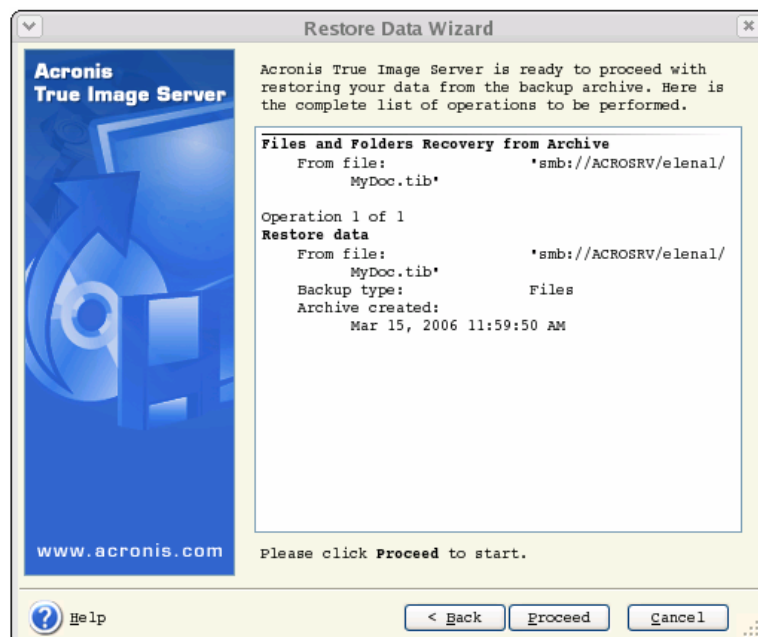 Restore Data Wizard
Acronis
True Image Server
Acronis True Image Server is ready to proceed with
restoring your data from the backup archive. Here is
the complete list of operations to be performed.
Files and Folders Recovery from Archive
From file: "smb://ACROSRV/elenal/
MyDoc.tib"
Operation 1 of 1
Restore data
From file: "smb://ACROSRV/elenal/
MyDoc.tib"
Backup type: Files
Archive created:
Mar 15, 2006 11:59:50 AM
www.acronis.com
Please click Proceed to start.
Help
< Back
Proceed
Cancel